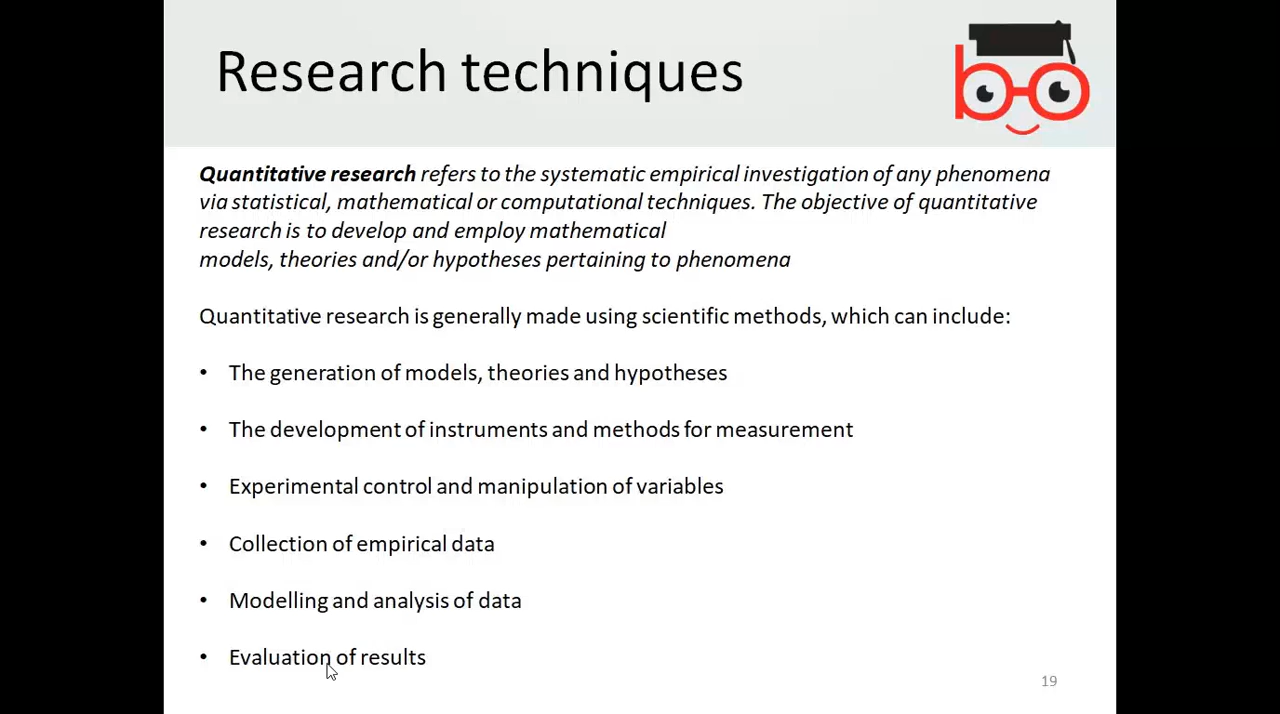 Research techniques
Quantitative research refers to the systematic empirical investigation of any phenomena
via statistical, mathematical or computational techniques. The objective of quantitative
research is to develop and employ mathematical
models, theories and/or hypotheses pertaining to phenomena
Quantitative research is generally made using scientific methods, which can include:
• The generation of models, theories and hypotheses
• The development of instruments and methods for measurement
• Experimental control and manipulation of variables
• Collection of empirical data
• Modelling and analysis of data
• Evaluation of results
19